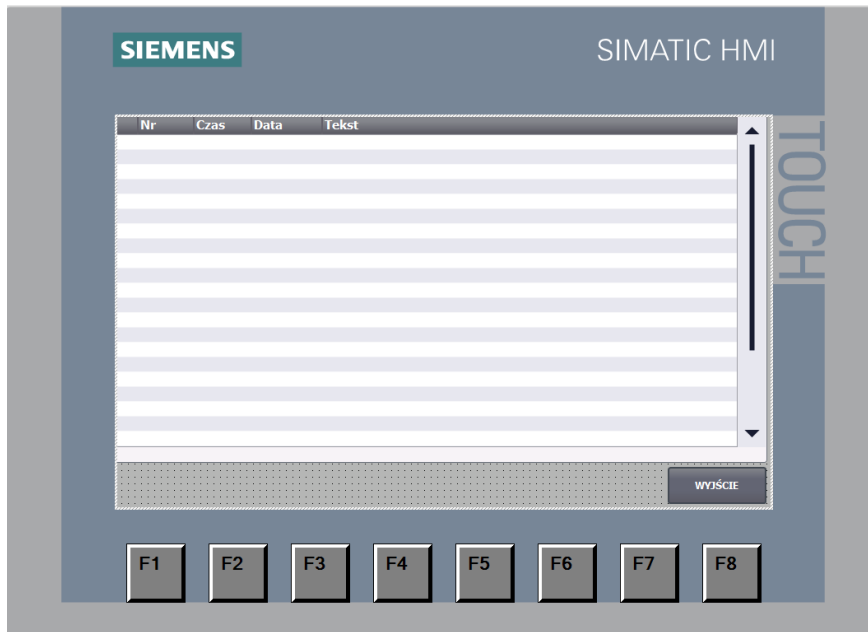 SIEMENS SIMATIC HMI
TOUCH
Nr Czas Data Tekst
WYJŚCIE
F1 F2 F3 F4 F5 F6 F7 F8